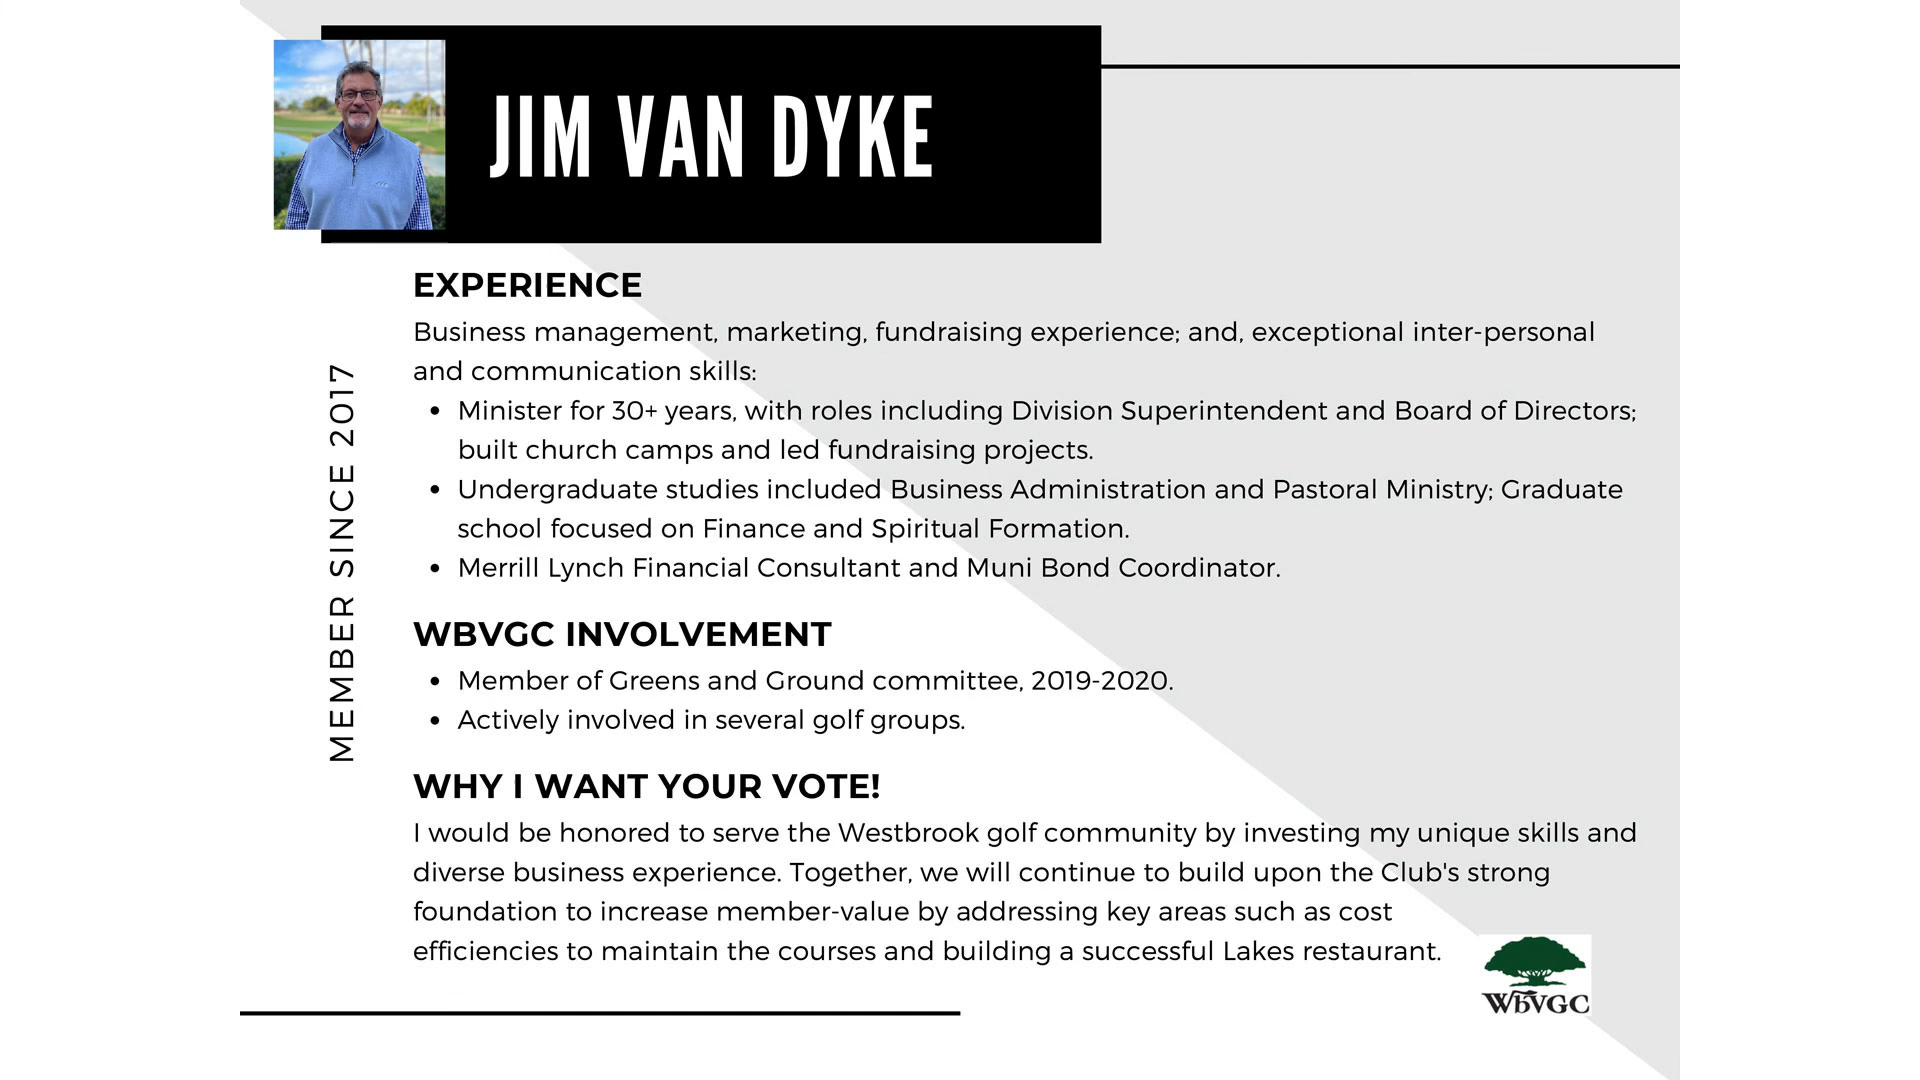 JIM VAN DYKE
MEMBER SINCE 2017
EXPERIENCE
Business management, marketing, fundraising experience; and, exceptional inter-personal
and communication skills:
• Minister for 30+ years, with roles including Division Superintendent and Board of Directors;
built church camps and led fundraising projects.
• Undergraduate studies included Business Administration and Pastoral Ministry; Graduate
school focused on Finance and Spiritual Formation.
• Merrill Lynch Financial Consultant and Muni Bond Coordinator.
WBVGC INVOLVEMENT
• Member of Greens and Ground committee, 2019-2020.
• Actively involved in several golf groups.
WHY I WANT YOUR VOTE!
I would be honored to serve the Westbrook golf community by investing my unique skills and
diverse business experience. Together, we will continue to build upon the Club's strong
foundation to increase member-value by addressing key areas such as cost
efficiencies to maintain the courses and building a successful Lakes restaurant.
WbVGC